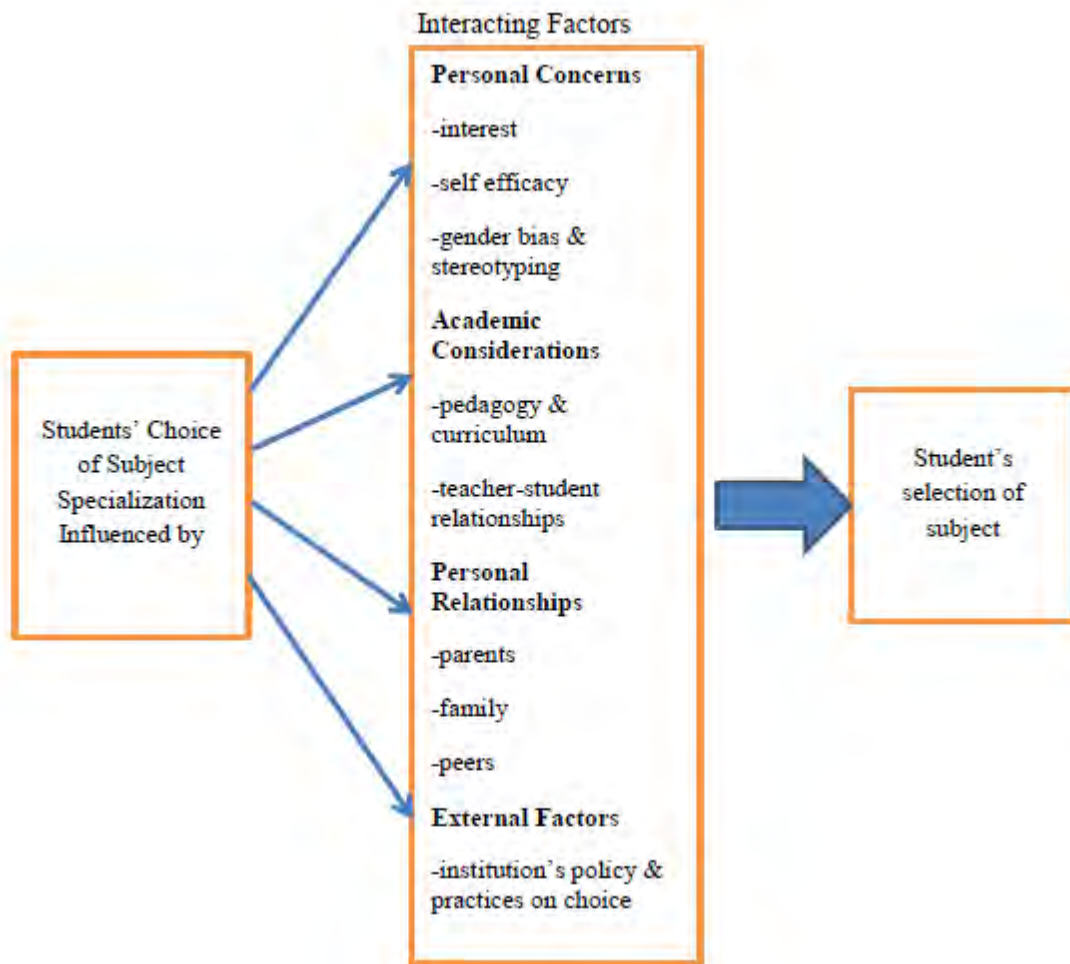 Interacting Factors
Personal Concerns
-interest
-self efficacy
-gender bias &
stereotyping
Academic
Considerations
-pedagogy &
curriculum
-teacher-student
relationships
Personal
Relationships
-parents
-family
-peers
External Factors
-institution’s policy &
practices on choice
Students’ Choice
of Subject
Specialization
Influenced by
Student’s
selection of
subject